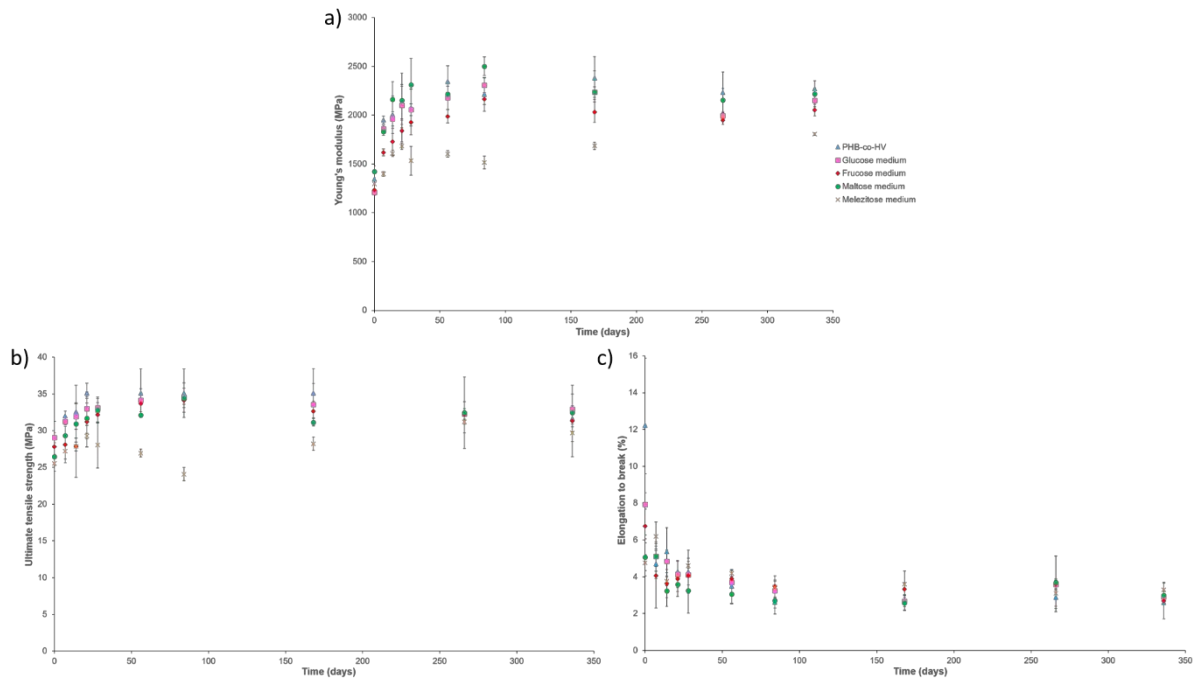 a)
3000
2500
2000
1500
1000
500
0
Young's modulus (MPa)
0 50 100 150 200 250 300 350
Time (days)
PHB-co-HV
Glucose medium
Frucose medium
Maltose medium
Melezitose medium
b)
40
35
30
25
20
15
10
5
0
Ultimate tensile strength (MPa)
0 50 100 150 200 250 300 350
Time (days)
c)
16
14
12
10
8
6
4
2
0
Elongation to break (%)
0 50 100 150 200 250 300 350
Time (days)